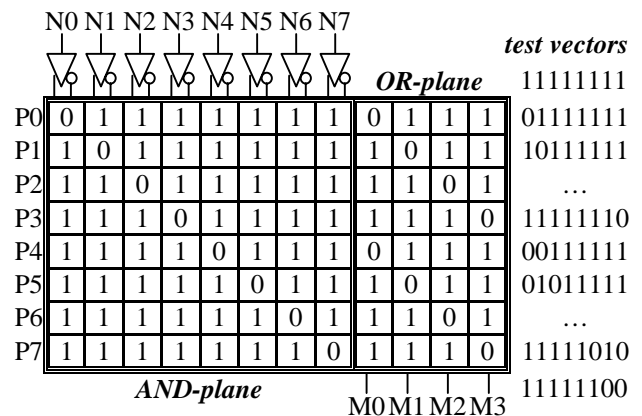 N0 N1 N2 N3 N4 N5 N6 N7
test vectors
OR-plane 11111111
P0 0 1 1 1 1 1 1 1 0 1 1 1 01111111
P1 1 0 1 1 1 1 1 1 1 0 1 1 10111111
P2 1 1 0 1 1 1 1 1 1 1 0 1 …
P3 1 1 1 0 1 1 1 1 1 1 1 0 11111110
P4 1 1 1 1 0 1 1 1 0 1 1 1 00111111
P5 1 1 1 1 1 0 1 1 1 0 1 1 01011111
P6 1 1 1 1 1 1 0 1 1 1 0 1 …
P7 1 1 1 1 1 1 1 0 1 1 1 0 11111010
AND-plane 11111100
M0 M1 M2 M3